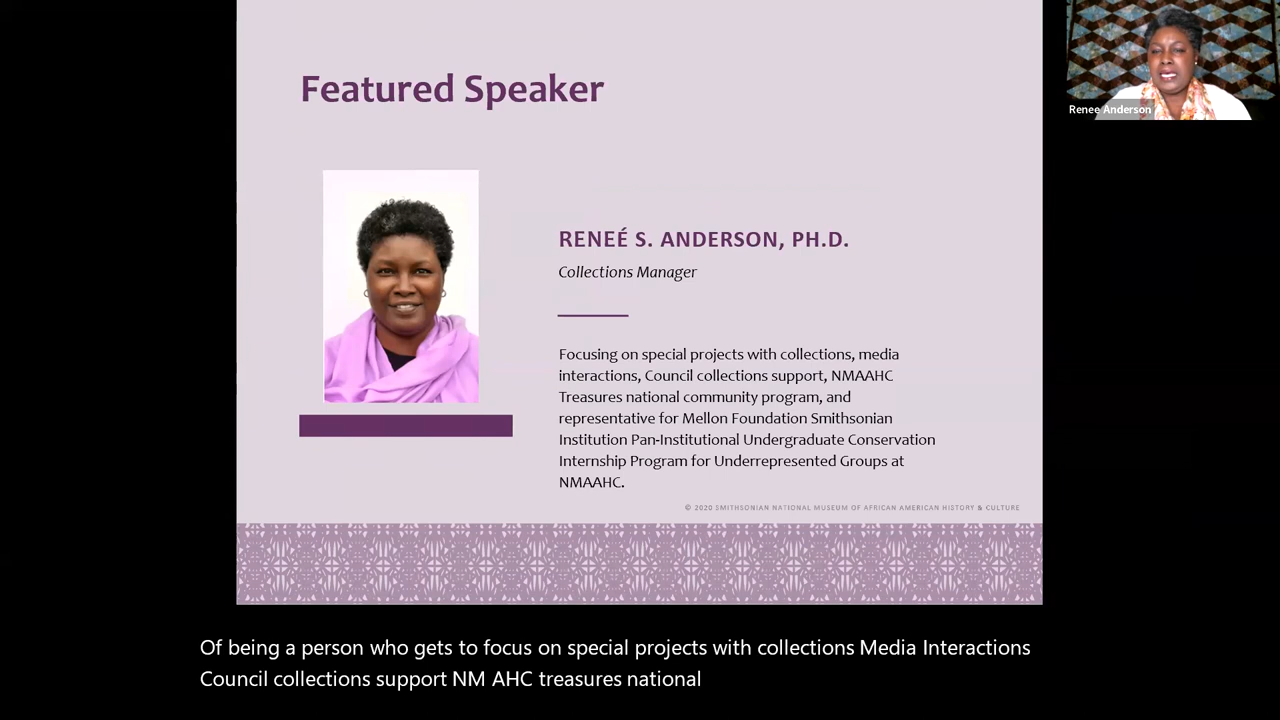 Featured Speaker
Renee Anderson
RENEÉ S. ANDERSON, PH.D.
Collections Manager
Focusing on special projects with collections, media
interactions, Council collections support, NMAAHC
Treasures national community program, and
representative for Mellon Foundation Smithsonian
Institution Pan-Institutional Undergraduate Conservation
Internship Program for Underrepresented Groups at
NMAAHC.
© 2020 SMITHSONIAN NATIONAL MUSEUM OF AFRICAN AMERICAN HISTORY & CULTURE
Of being a person who gets to focus on special projects with collections Media Interactions
Council collections support NM AHC treasures national